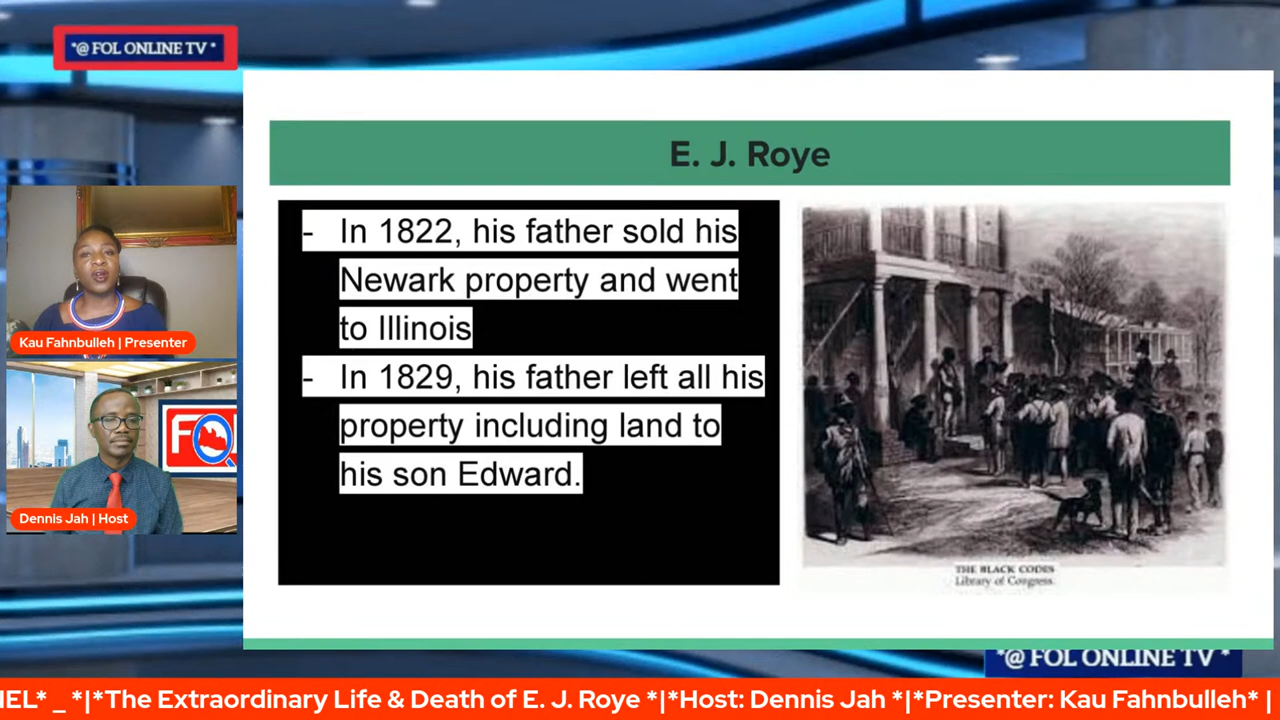 *@ FOL ONLINE TV *
E. J. Roye
- In 1822, his father sold his
Newark property and went
to Illinois
- In 1829, his father left all his
property including land to
his son Edward.
THE BLACK CODES
Library of Congress
Kau Fahnbulleh | Presenter
FQ
Dennis Jah | Host
*@ FOL ONLINE TV *
NEL* _ *|*The Extraordinary Life & Death of E. J. Roye *|*Host: Dennis Jah *|*Presenter: Kau Fahnbulleh* |